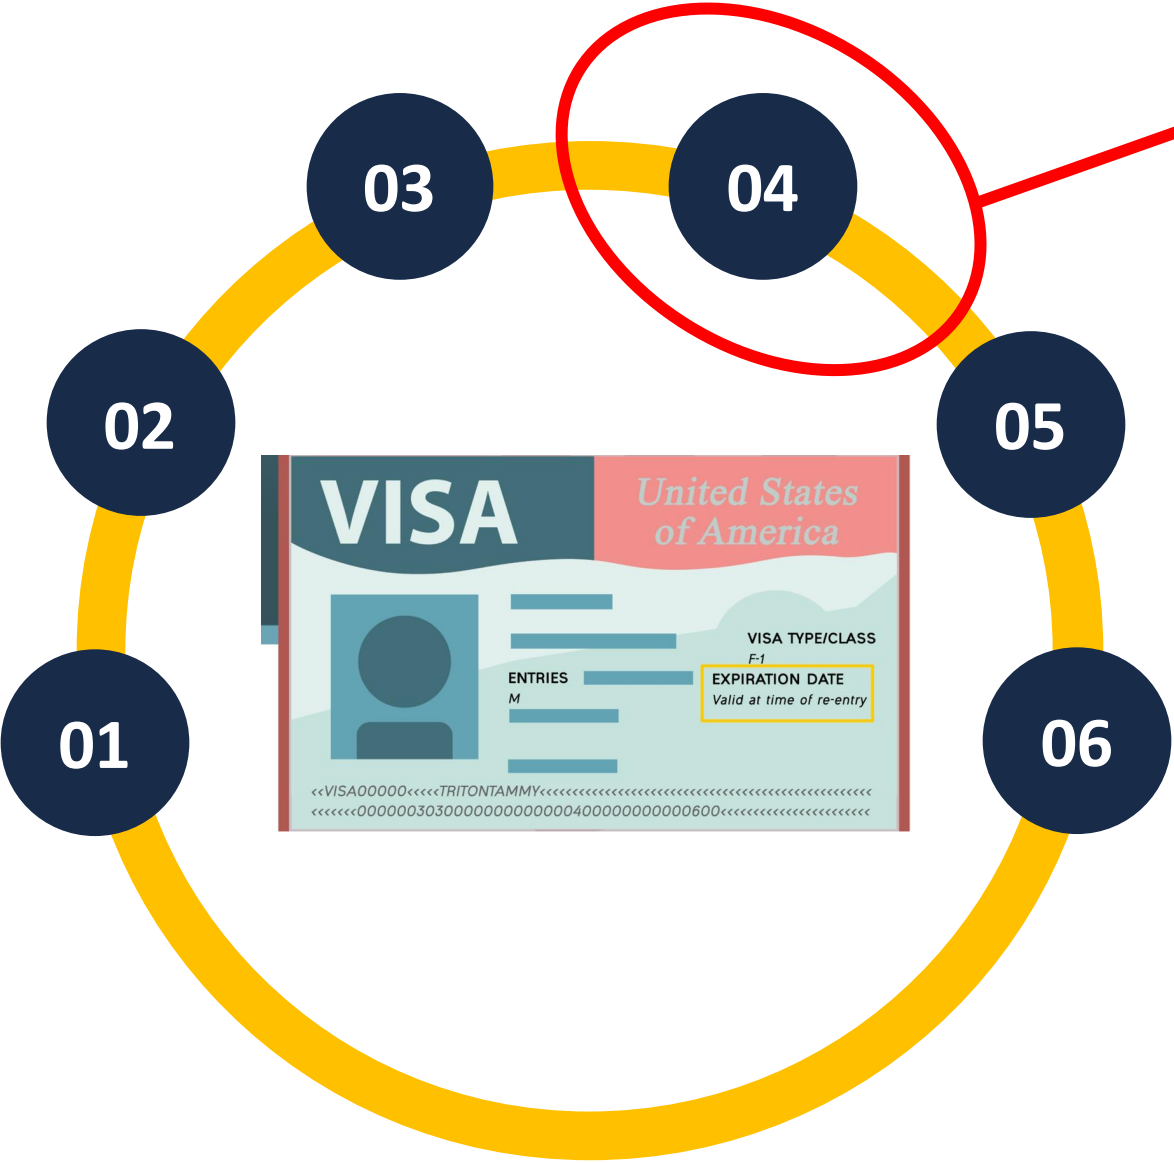 03
04
02
05
VISA
United States
of America
VISA TYPE/CLASS
F-1
ENTRIES
M
EXPIRATION DATE
Valid at time of re-entry
01
06
‹‹VISA00000‹‹‹‹‹TRITONTAMMY‹‹‹‹‹‹‹‹‹‹‹‹‹‹‹‹‹‹‹‹‹‹‹‹‹‹‹‹‹‹‹‹‹‹‹‹‹‹‹‹‹‹‹‹‹‹‹‹‹‹‹‹
‹‹‹‹‹‹‹0000003030000000000000400000000000600‹‹‹‹‹‹‹‹‹‹‹‹‹‹‹‹‹‹‹‹‹‹‹